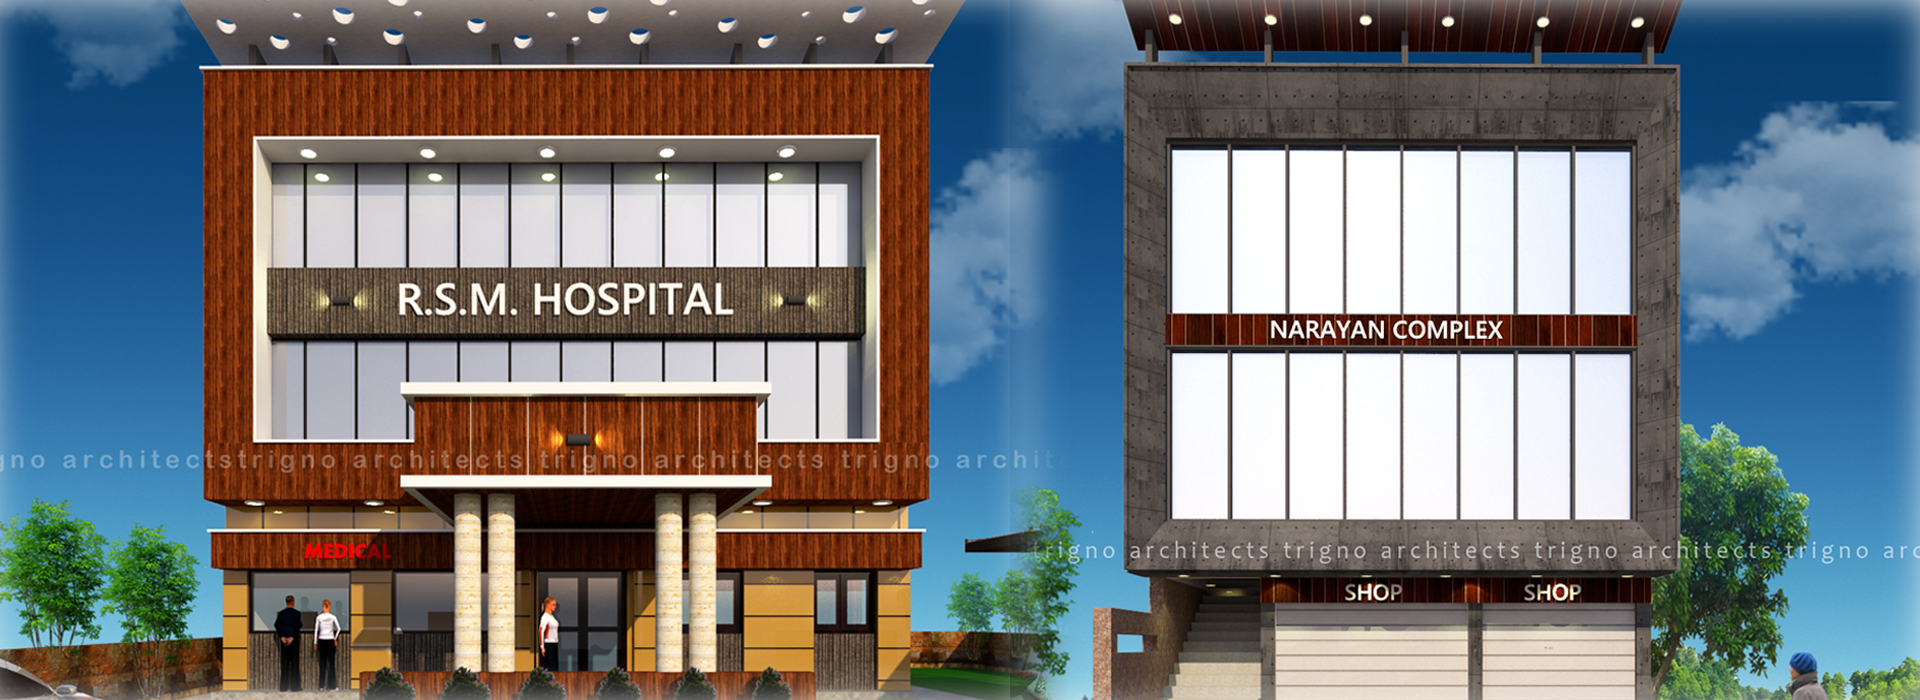 R.S.M. HOSPITAL
NARAYAN COMPLEX
gno architectstrigno architects trigno architects trigno archit
MEDICAL
trigno architects trigno architects trigno architects trigno arc
SHOP
SHOP